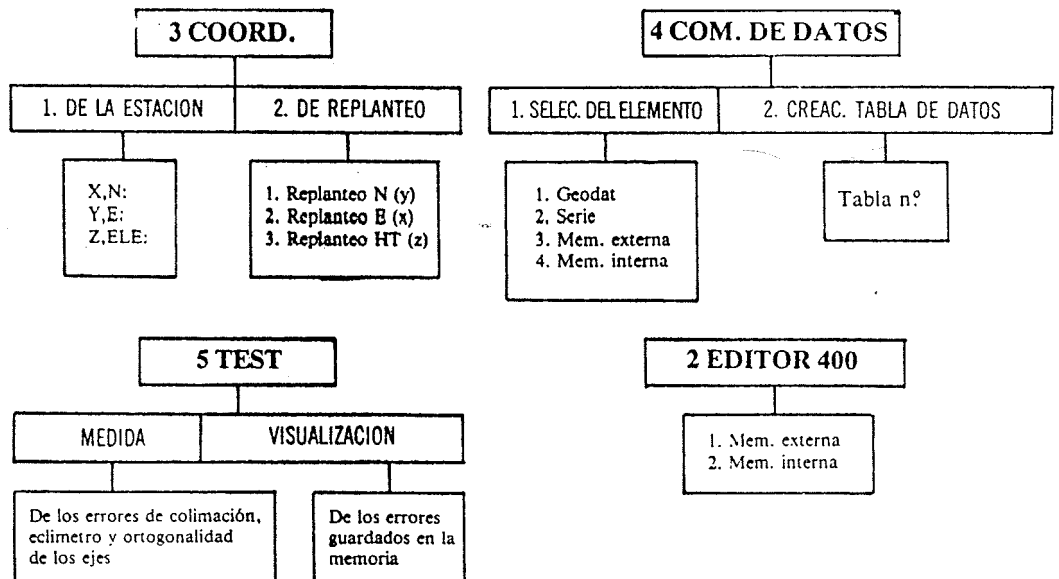 3 COORD.
1. DE LA ESTACION
2. DE REPLANTEO
X,N:
Y,E:
Z,ELE:
1. Replanteo N (y)
2. Replanteo E (x)
3. Replanteo HT (z)
4 COM. DE DATOS
1. SELEC. DEL ELEMENTO
2. CREAC. TABLA DE DATOS
1. Geodat
2. Serie
3. Mem. externa
4. Mem. interna
Tabla n.º
5 TEST
MEDIDA
VISUALIZACION
De los errores de colimación,
eclimetro y ortogonalidad
de los ejes
De los errores
guardados en la
memoria
2 EDITOR 400
1. Mem. externa
2. Mem. interna